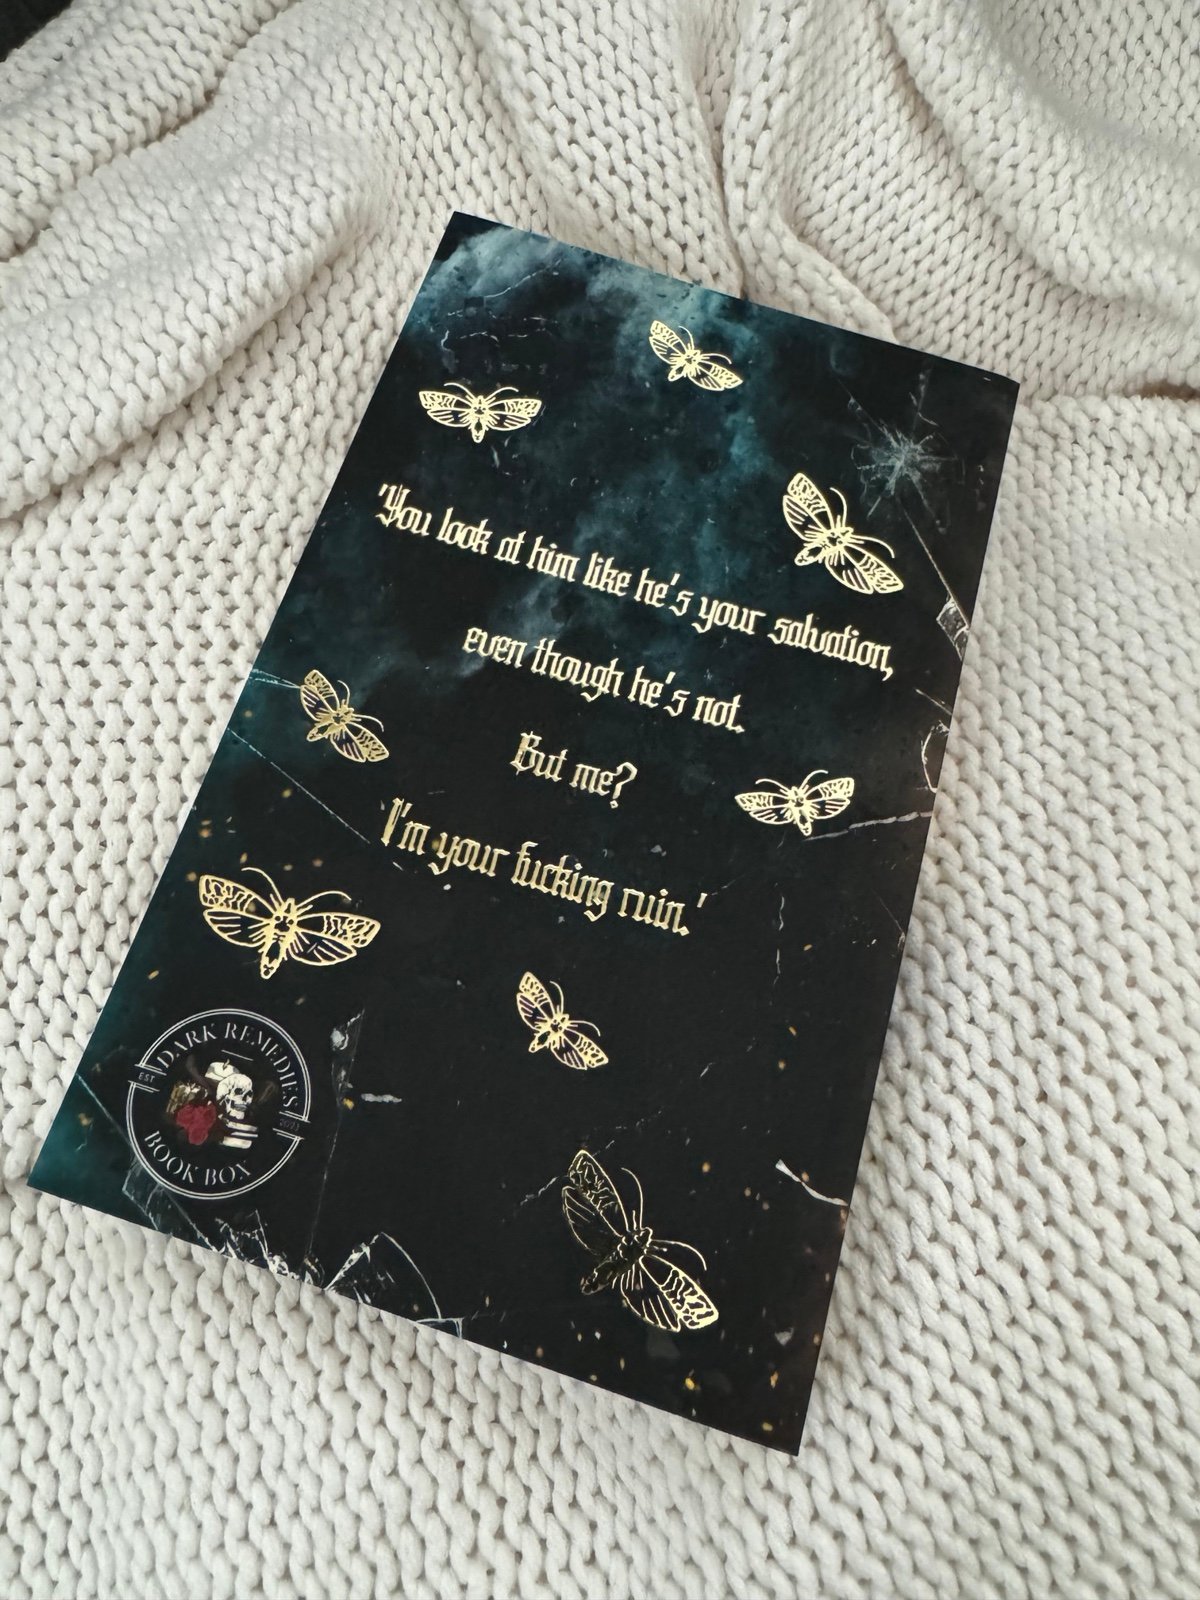 'You look at him like he's your salvation,
even though he's not.
But me?
I'm your fucking ruin.'
DARK REMEDIES
EST
2023
BOOK BOX